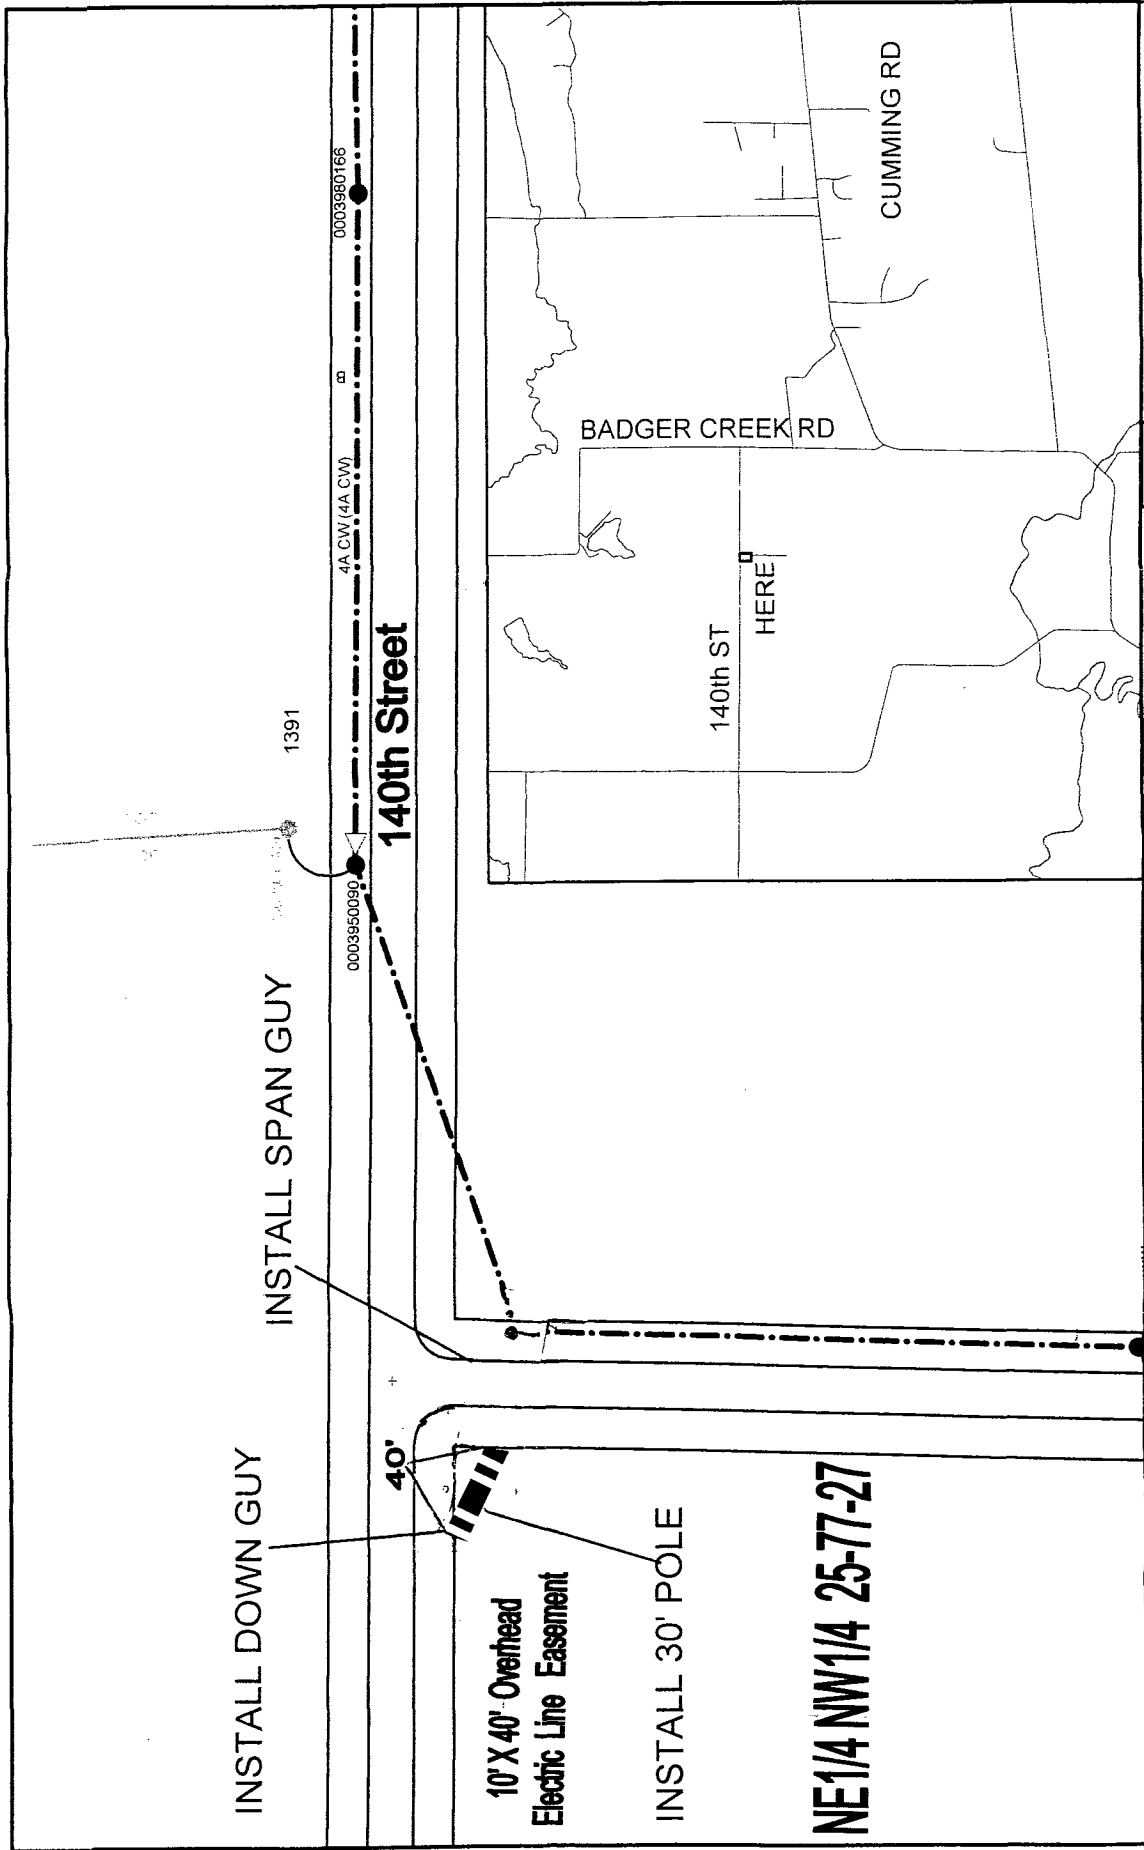 INSTALL DOWN GUY
INSTALL SPAN GUY
1391
0003950090
4A CW (4A CW)
B
0003980166
140th Street
40'
10' X 40' Overhead
Electric Line Easement
INSTALL 30' POLE
NE1/4 NW1/4 25-77-27
140th ST
HERE
BADGER CREEK RD
CUMMING RD